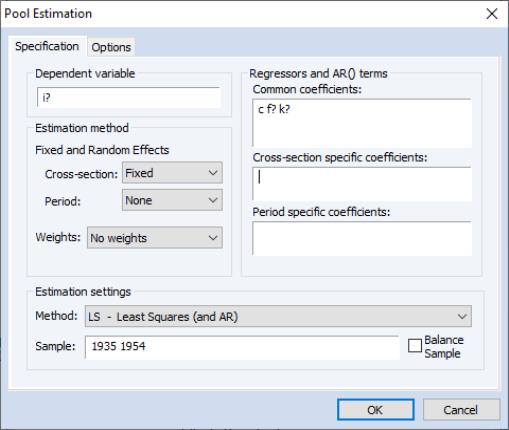 Pool Estimation
Specification
Options
Dependent variable
i?
Estimation method
Fixed and Random Effects
Cross-section: Fixed
Period: None
Weights: No weights
Regressors and AR() terms
Common coefficients:
c f? k?
Cross-section specific coefficients:
Period specific coefficients:
Estimation settings
Method: LS - Least Squares (and AR)
Sample: 1935 1954
Balance
Sample
OK
Cancel